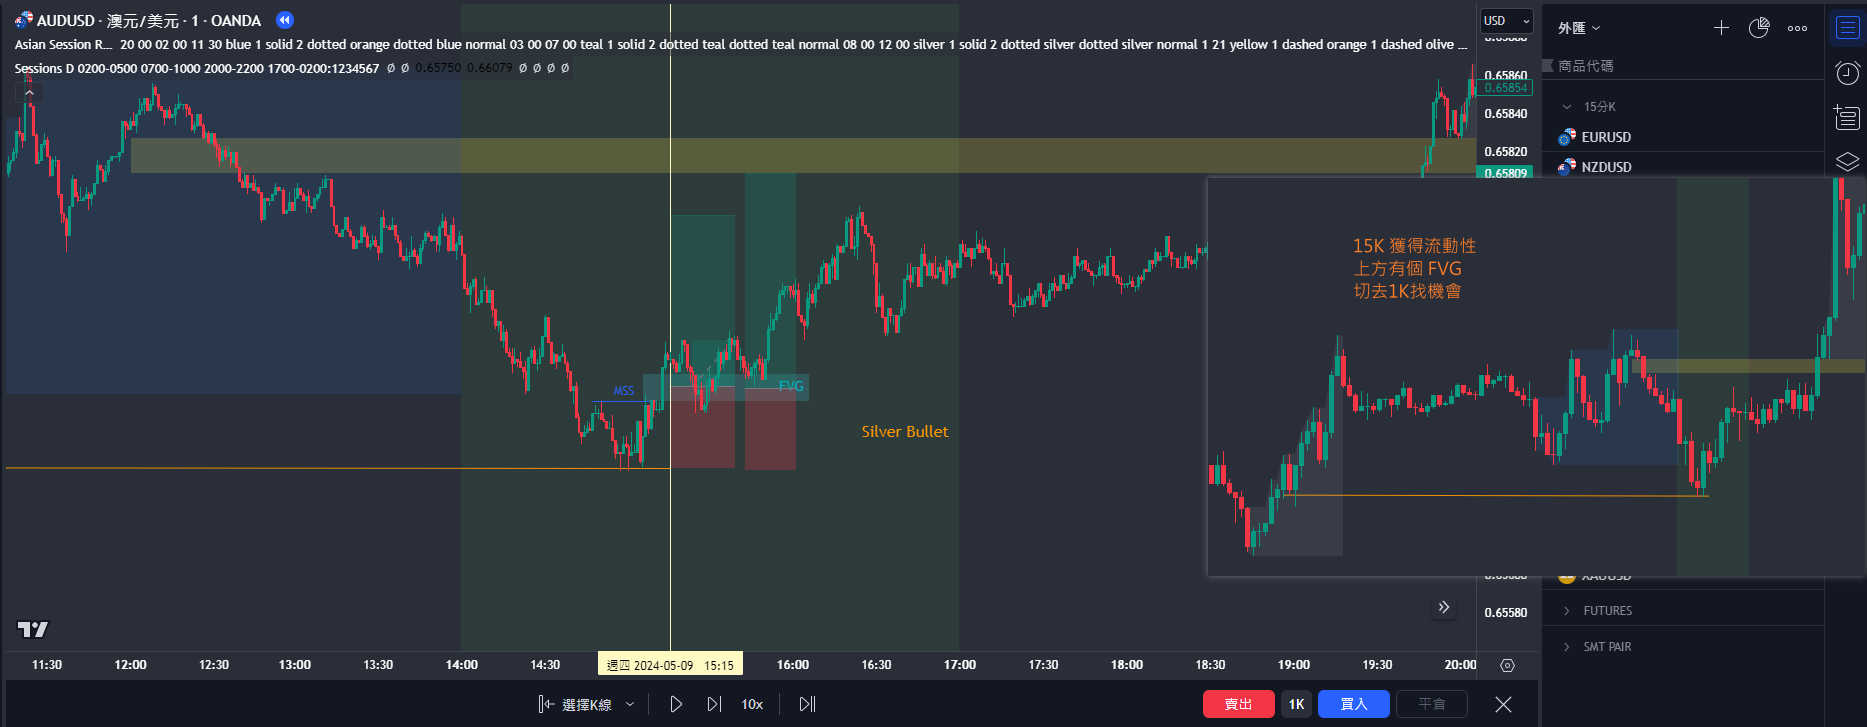 AUDUSD · 澳元/美元 · 1 · OANDA
Asian Session R... 20 00 02 00 11 30 blue 1 solid 2 dotted orange dotted blue normal 03 00 07 00 teal 1 solid 2 dotted teal dotted teal normal 08 00 12 00 silver 1 solid 2 dotted silver dotted silver normal 1 21 yellow 1 dashed orange 1 dashed olive ...
Sessions D 0200-0500 0700-1000 2000-2200 1700-0200:1234567 Ø Ø 0.65750 0.66079 Ø Ø Ø Ø
USD
0.65860
0.65854
0.65840
0.65820
0.65809
0.65580
外匯
商品代碼
15分K
EURUSD
NZDUSD
XAUUSD
FUTURES
SMT PAIR
15K 獲得流動性
上方有個 FVG
切去1K找機會
MSS
FVG
Silver Bullet
11:30 12:00 12:30 13:00 13:30 14:00 14:30 週四 2024-05-09 15:15 16:00 16:30 17:00 17:30 18:00 18:30 19:00 19:30 20:00
選擇K線 10x 賣出 1K 買入 平倉